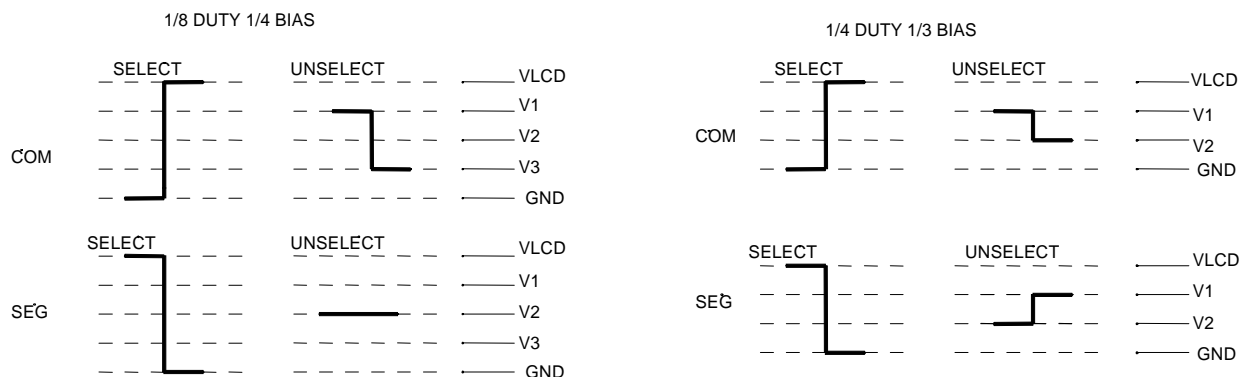 1/8 DUTY 1/4 BIAS
SELECT UNSELECT VLCD
V1
V2
COM
V3
GND
SELECT UNSELECT VLCD
V1
SEG V2
V3
GND
1/4 DUTY 1/3 BIAS
SELECT UNSELECT VLCD
V1
COM
V2
GND
SELECT UNSELECT VLCD
V1
SEG
V2
GND